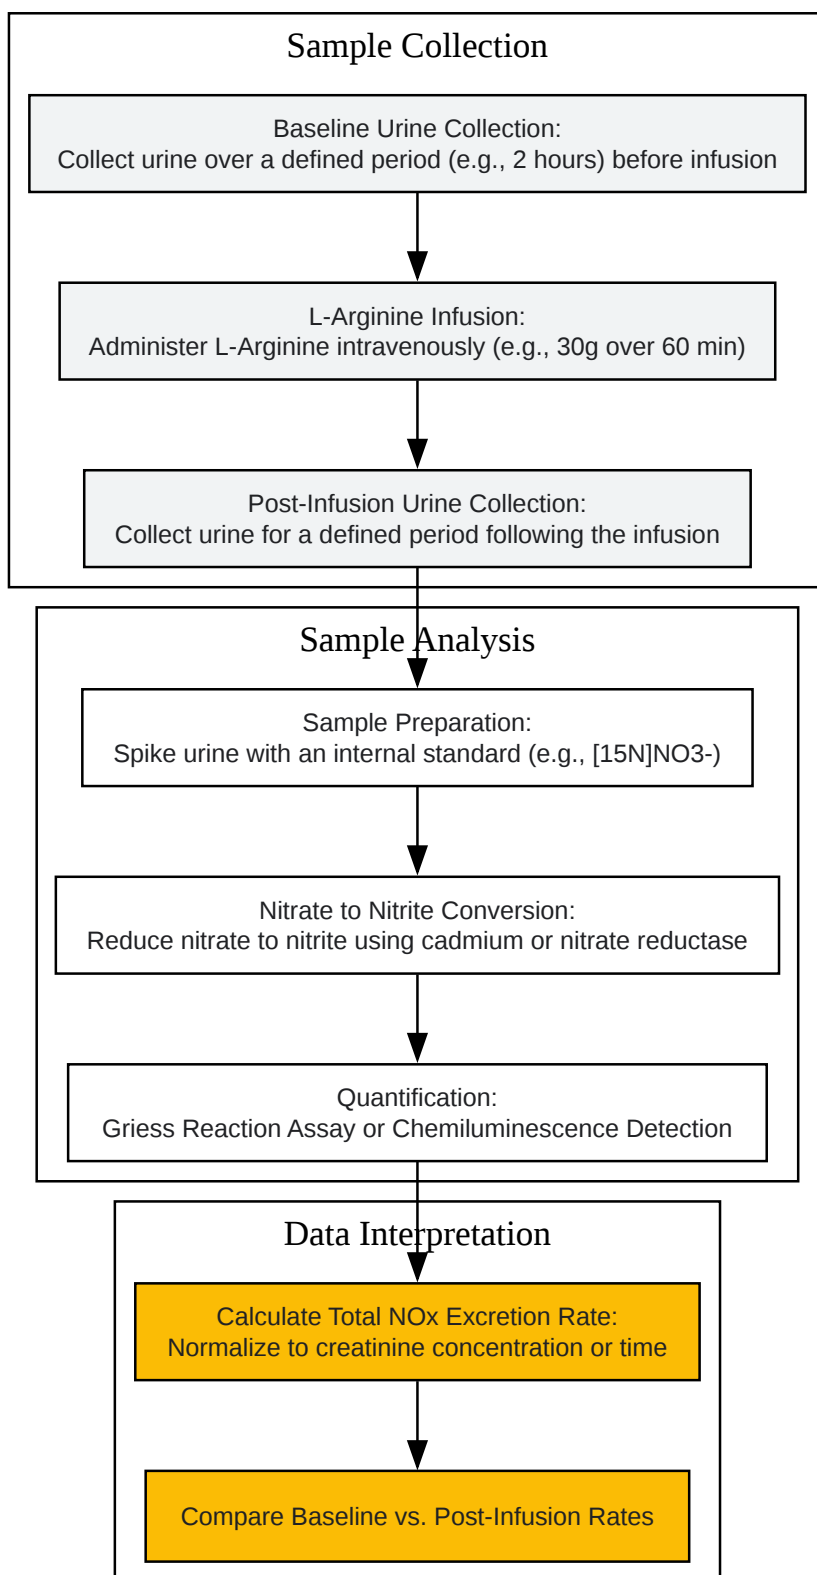 Sample Collection
Baseline Urine Collection:
Collect urine over a defined period (e.g., 2 hours) before infusion
L-Arginine Infusion:
Administer L-Arginine intravenously (e.g., 30g over 60 min)
Post-Infusion Urine Collection:
Collect urine for a defined period following the infusion
Sample Analysis
Sample Preparation:
Spike urine with an internal standard (e.g., [15N]NO3-)
Nitrate to Nitrite Conversion:
Reduce nitrate to nitrite using cadmium or nitrate reductase
Quantification:
Griess Reaction Assay or Chemiluminescence Detection
Data Interpretation
Calculate Total NOx Excretion Rate:
Normalize to creatinine concentration or time
Compare Baseline vs. Post-Infusion Rates